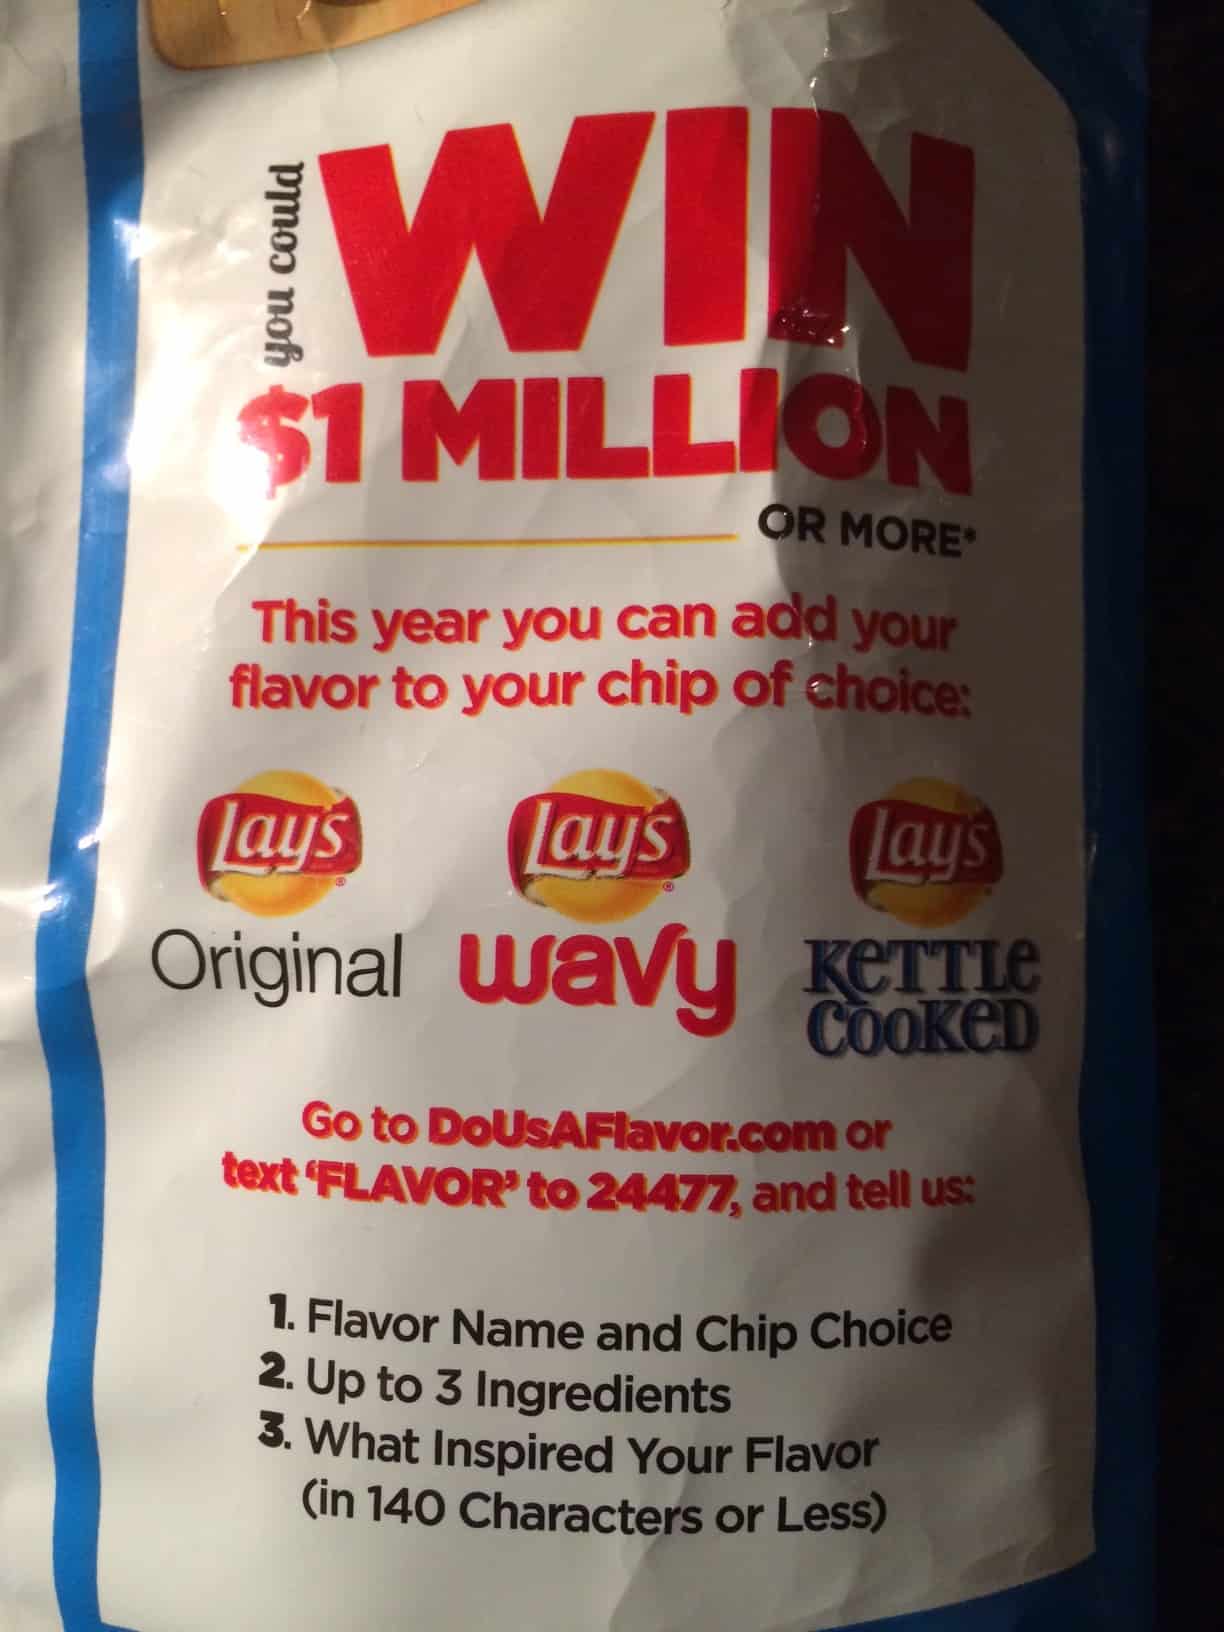 you could
WIN
$1 MILLION
OR MORE*
This year you can add your
flavor to your chip of choice:
Lay's® Lay's® Lay's
Original wavy KETTLE
COOKED
Go to DoUsAFlavor.com or
text ‘FLAVOR’ to 24477, and tell us:
1. Flavor Name and Chip Choice
2. Up to 3 Ingredients
3. What Inspired Your Flavor
(in 140 Characters or Less)